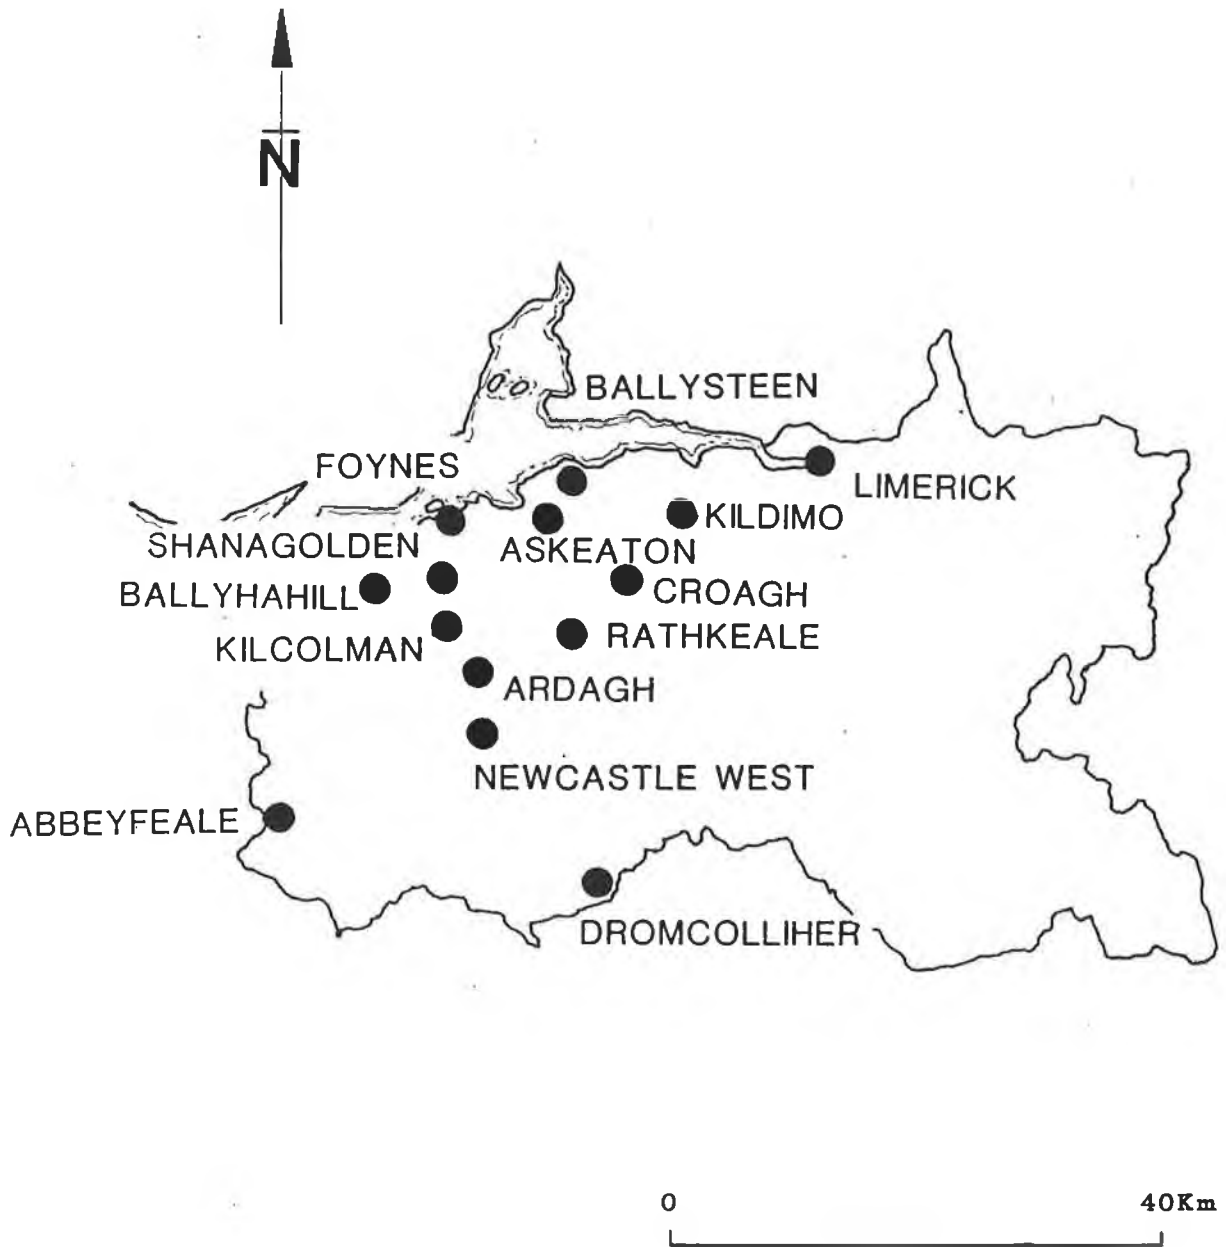 N
BALLYSTEEN
FOYNES
LIMERICK
KILDIMO
SHANAGOLDEN
ASKEATON
BALLYHAHILL
CROAGH
KILCOLMAN
RATHKEALE
ARDAGH
NEWCASTLE WEST
ABBEYFEALE
DROMCOLLIHER
0 40Km